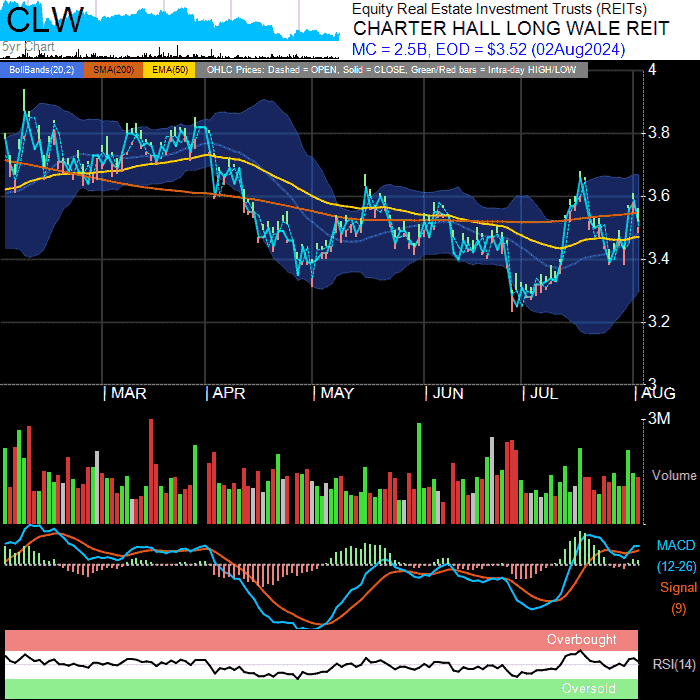 CLW
5yr Chart
Equity Real Estate Investment Trusts (REITs)
CHARTER HALL LONG WALE REIT
MC = 2.5B, EOD = $3.52 (02Aug2024)
BollBands(20,2) SMA(200) EMA(50) OHLC Prices: Dashed = OPEN, Solid = CLOSE, Green/Red bars = Intra-day HIGH/LOW
4
3.8
3.6
3.4
3.2
3
MAR APR MAY JUN JUL AUG
3M
Volume
MACD
(12-26)
Signal
(9)
Overbought
RSI(14)
Oversold